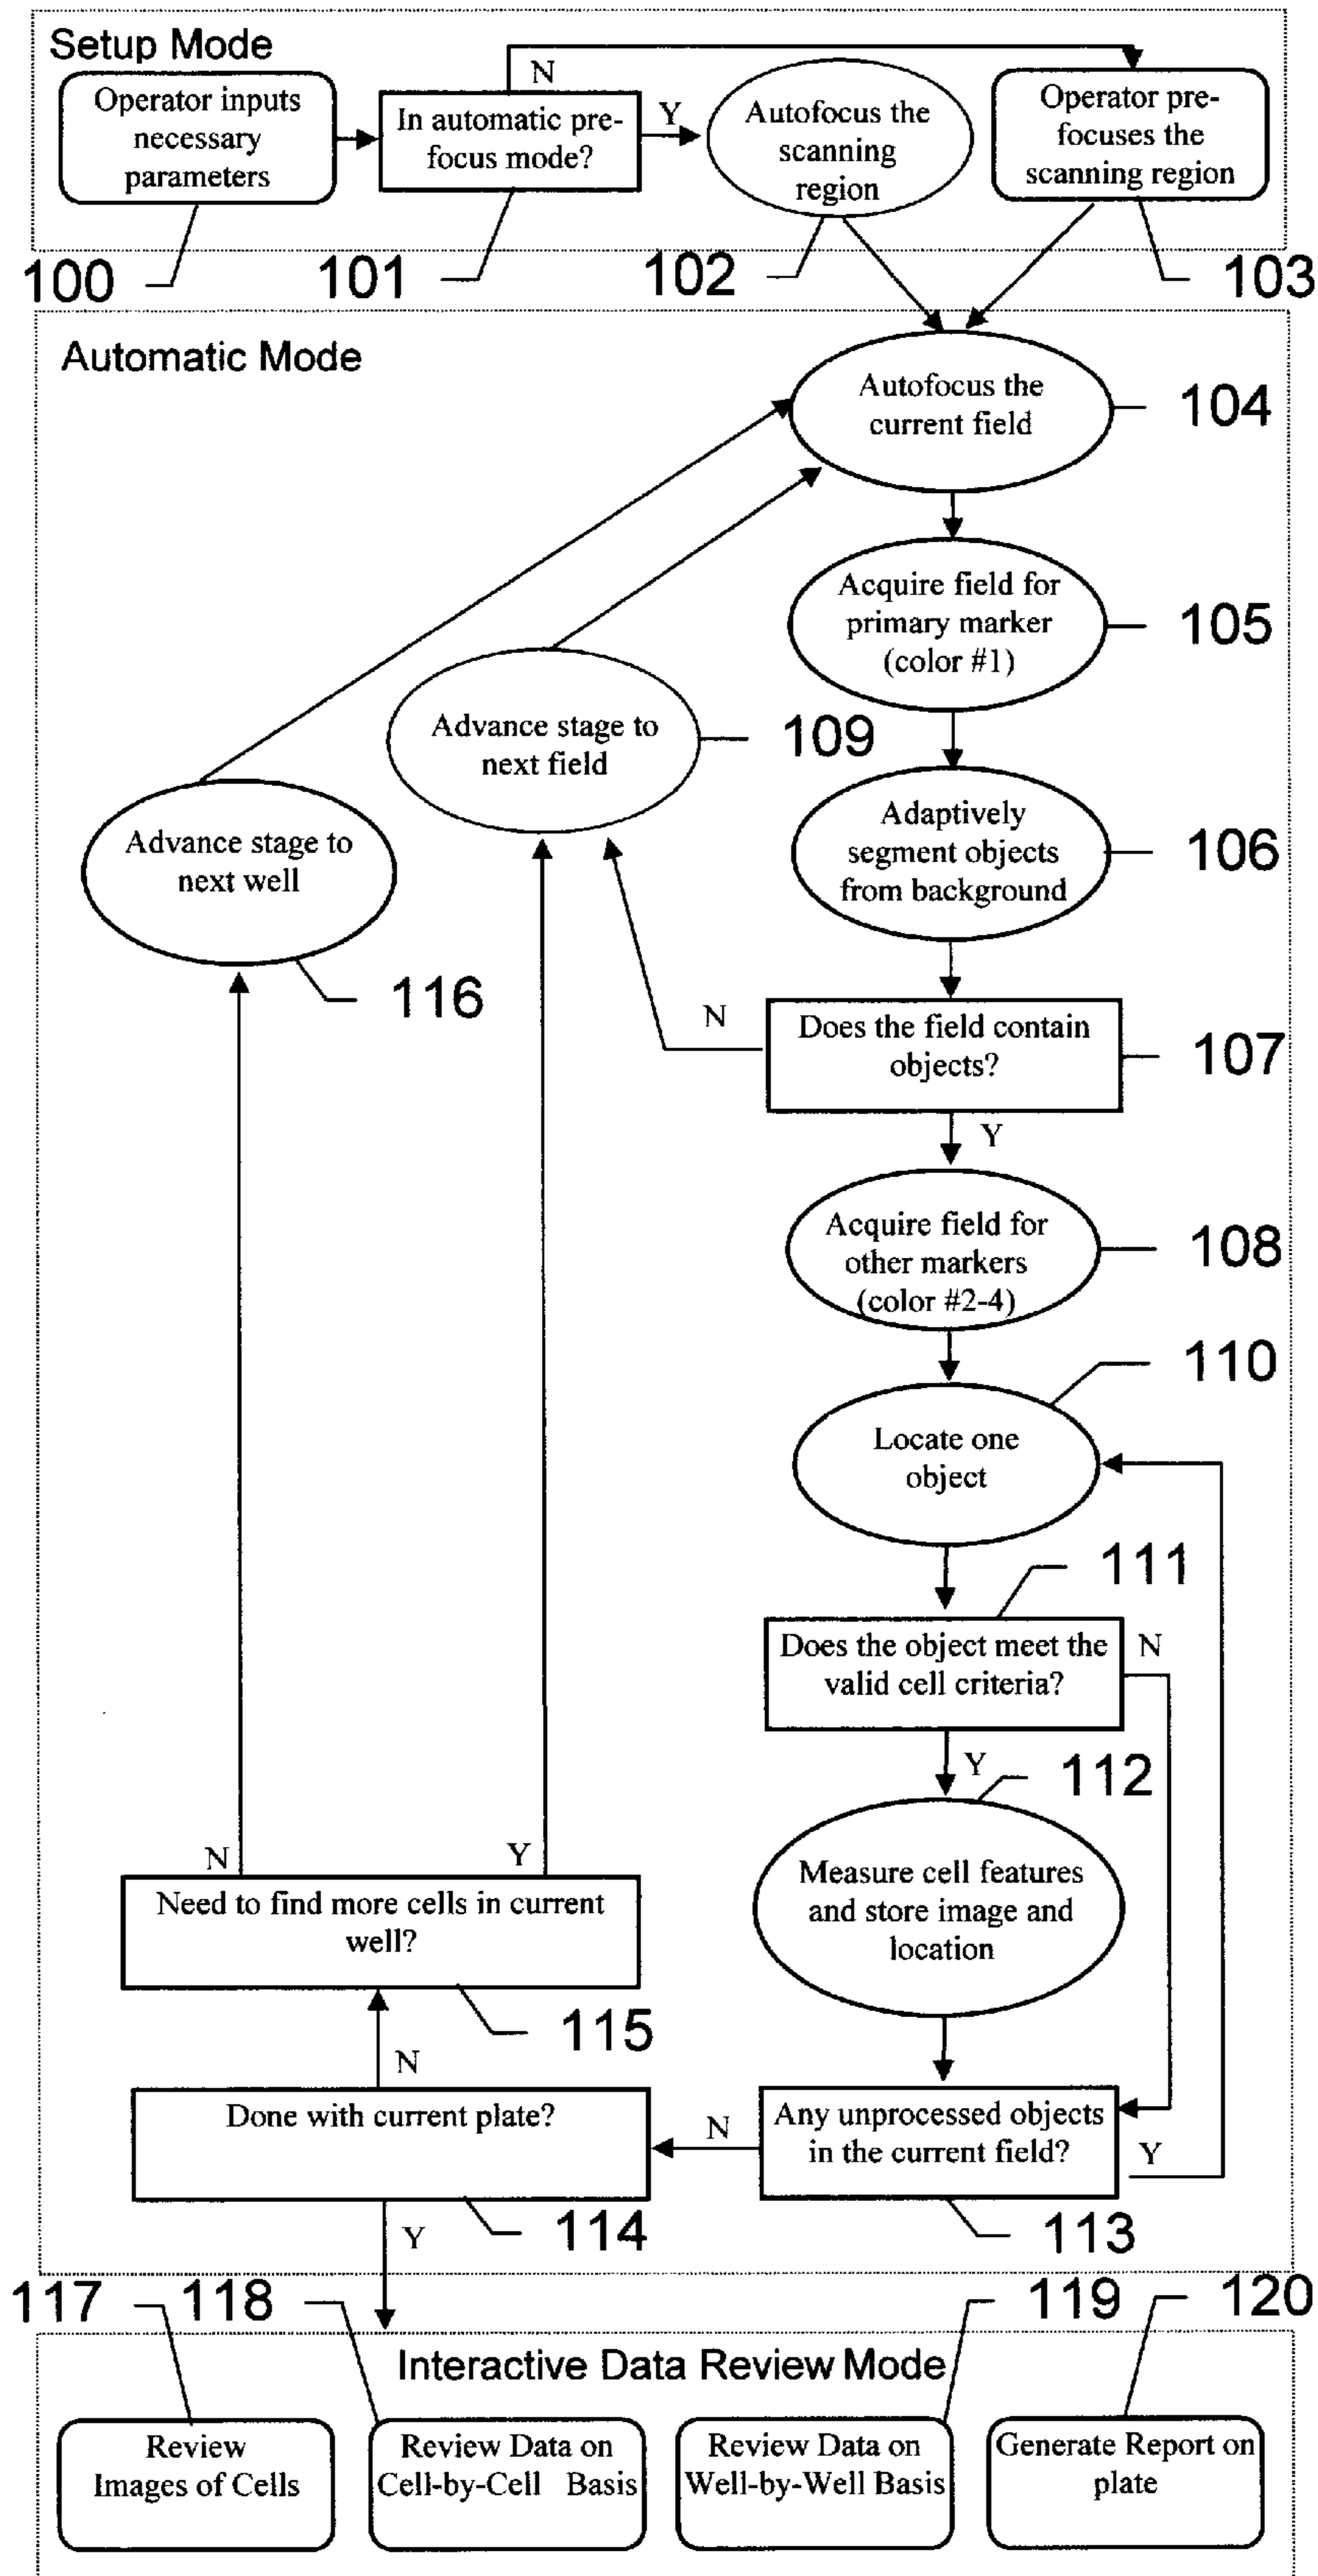 Setup Mode
Operator inputs
necessary
parameters
N
In automatic pre-
focus mode?
Y
Autofocus the
scanning
region
Operator pre-
focuses the
scanning region
100
101
102
103
Automatic Mode
Autofocus the
current field
104
Acquire field for
primary marker
(color #1)
105
Advance stage to
next field
109
Adaptively
segment objects
from background
106
Advance stage to
next well
116
N
Does the field contain
objects?
107
Y
Acquire field for
other markers
(color #2-4)
108
110
Locate one
object
111
Does the object meet the
valid cell criteria?
N
Y
112
Measure cell features
and store image and
location
N
Y
Need to find more cells in current
well?
115
N
Done with current plate?
N
Any unprocessed objects
in the current field?
Y
114
113
Y
117
118
119
120
Interactive Data Review Mode
Review
Images of Cells
Review Data on
Cell-by-Cell Basis
Review Data on
Well-by-Well Basis
Generate Report on
plate